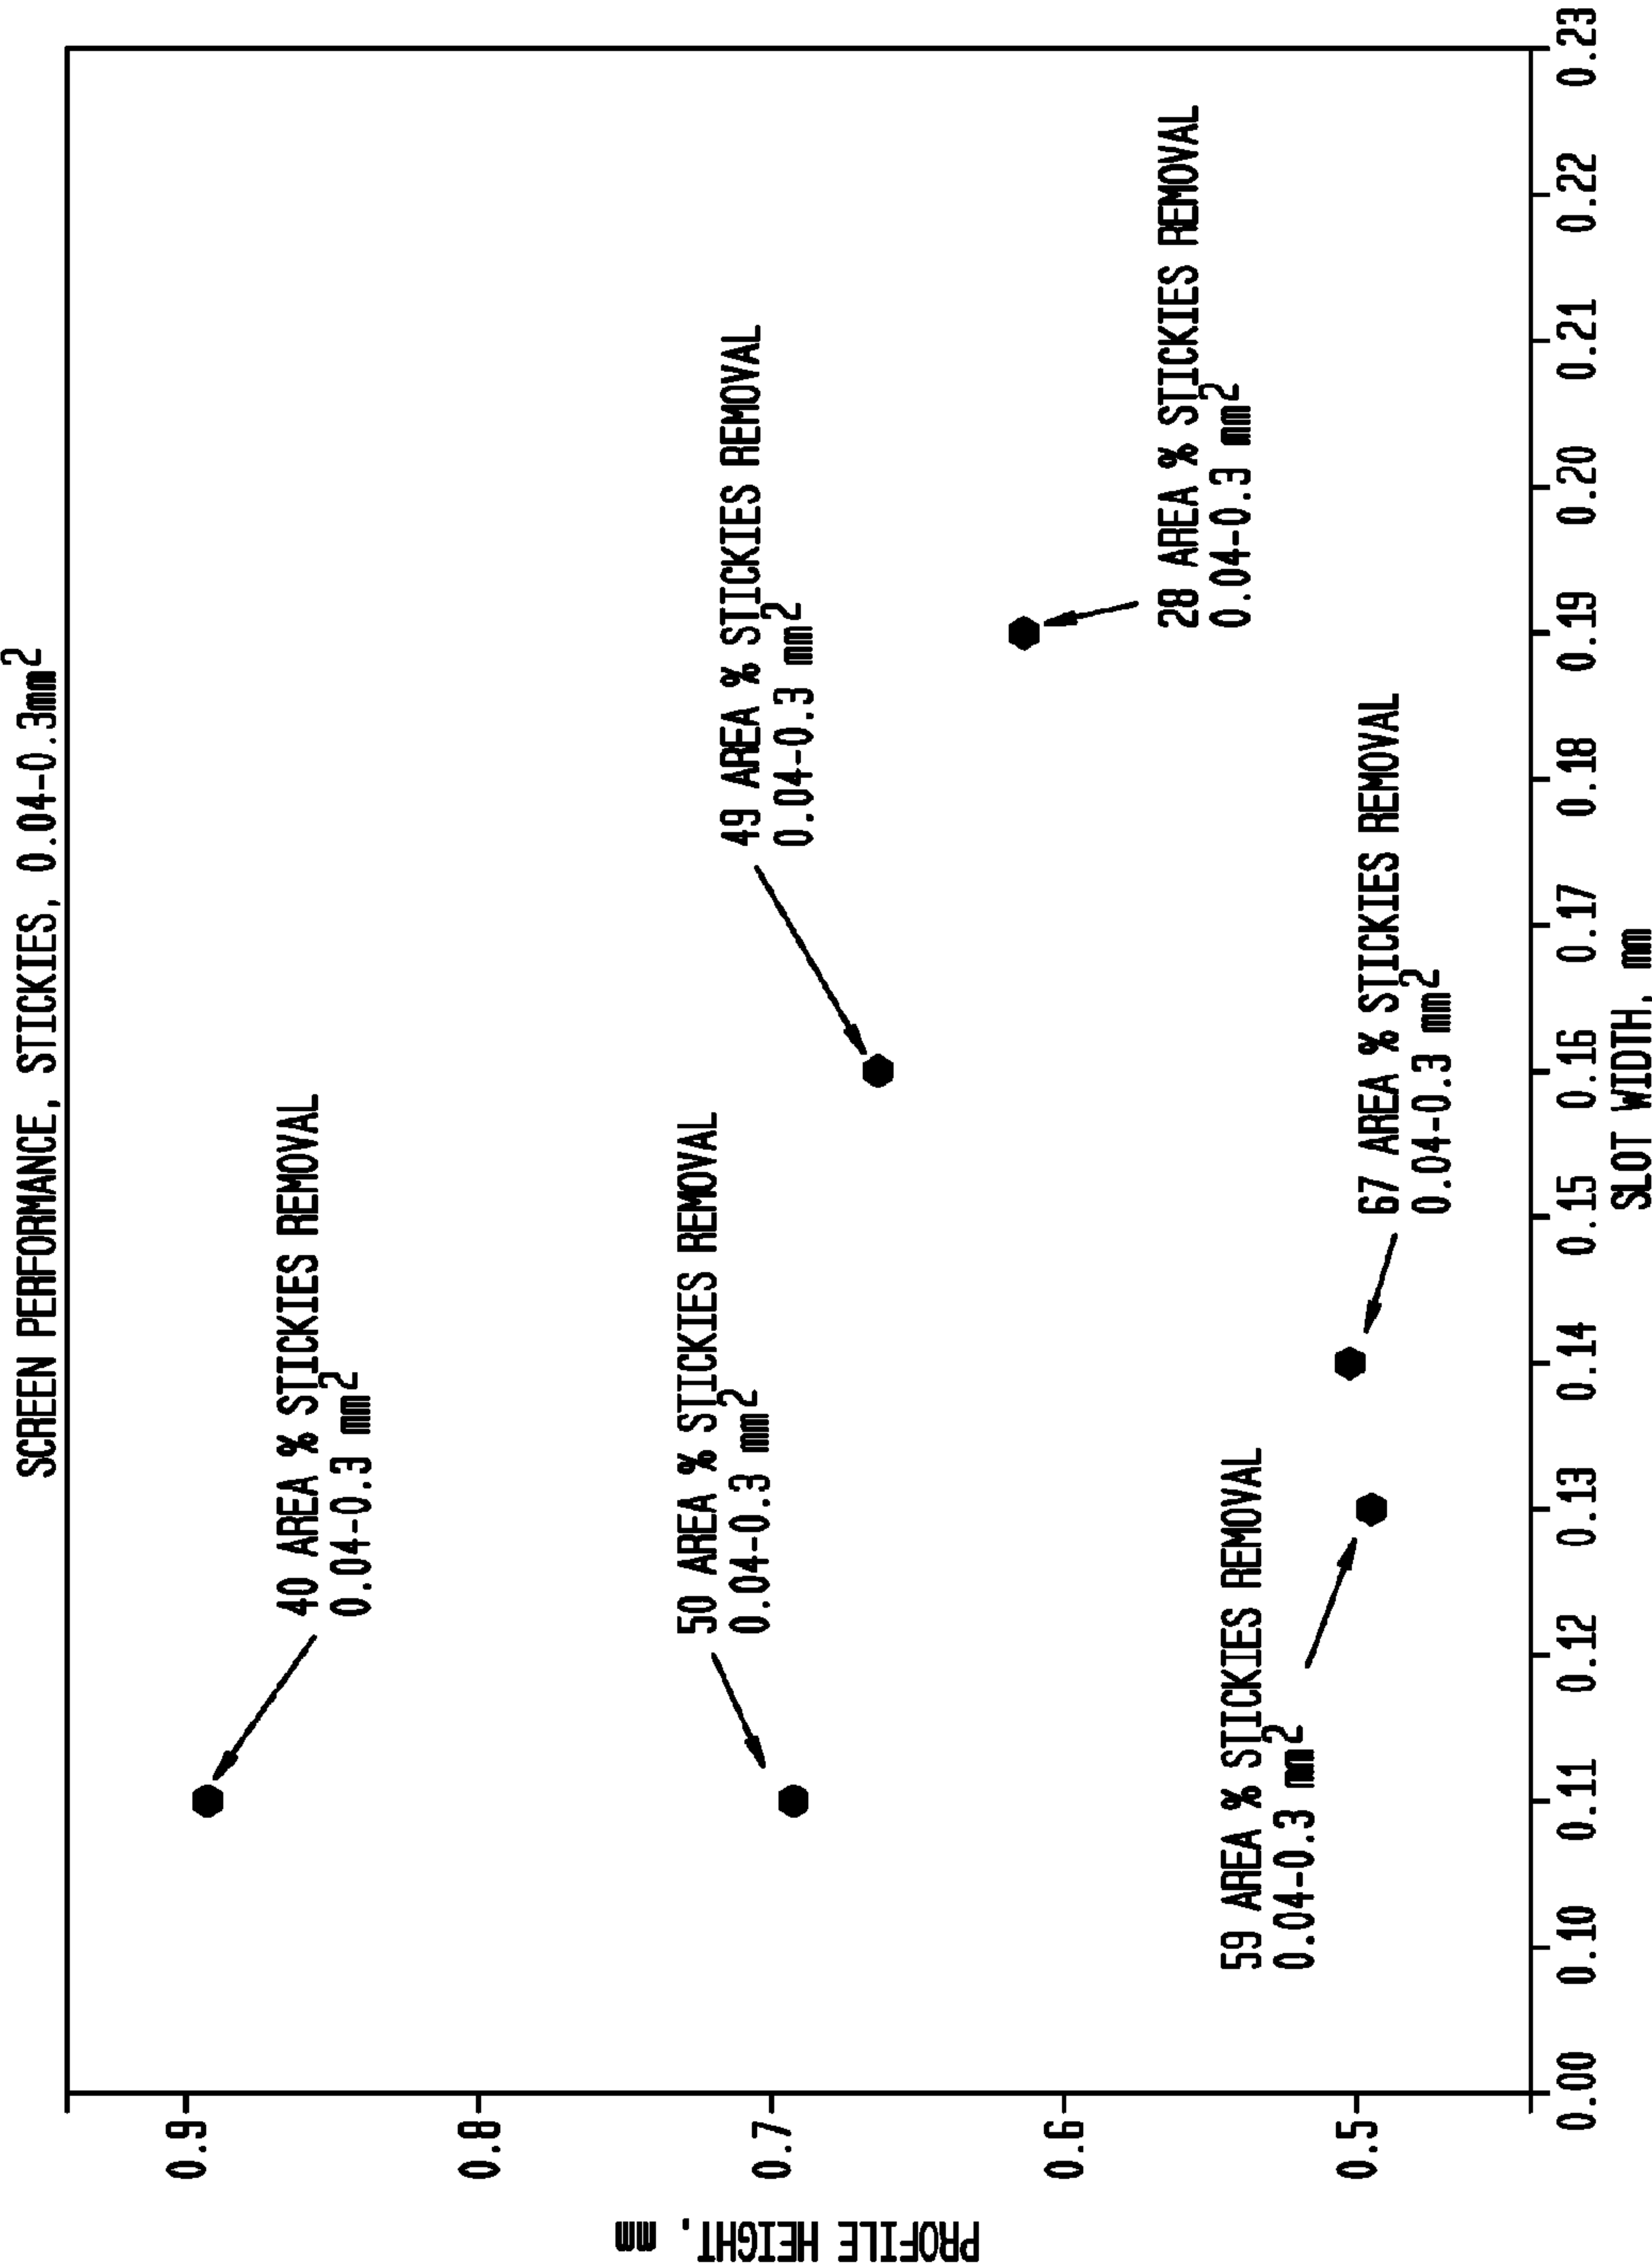 SCREEN PERFORMANCE, STICKIES, 0.04-0.3mm²
PROFILE HEIGHT, mm
0.9
0.8
0.7
0.6
0.5
40 AREA % STICKIES REMOVAL
0.04-0.3 mm²
50 AREA % STICKIES REMOVAL
0.04-0.3 mm²
49 AREA % STICKIES REMOVAL
0.04-0.3 mm²
28 AREA % STICKIES REMOVAL
0.04-0.3 mm²
59 AREA % STICKIES REMOVAL
0.04-0.3 mm²
67 AREA % STICKIES REMOVAL
0.04-0.3 mm²
0.00 0.10 0.11 0.12 0.13 0.14 0.15 0.16 0.17 0.18 0.19 0.20 0.21 0.22 0.23
SLOT WIDTH, mm